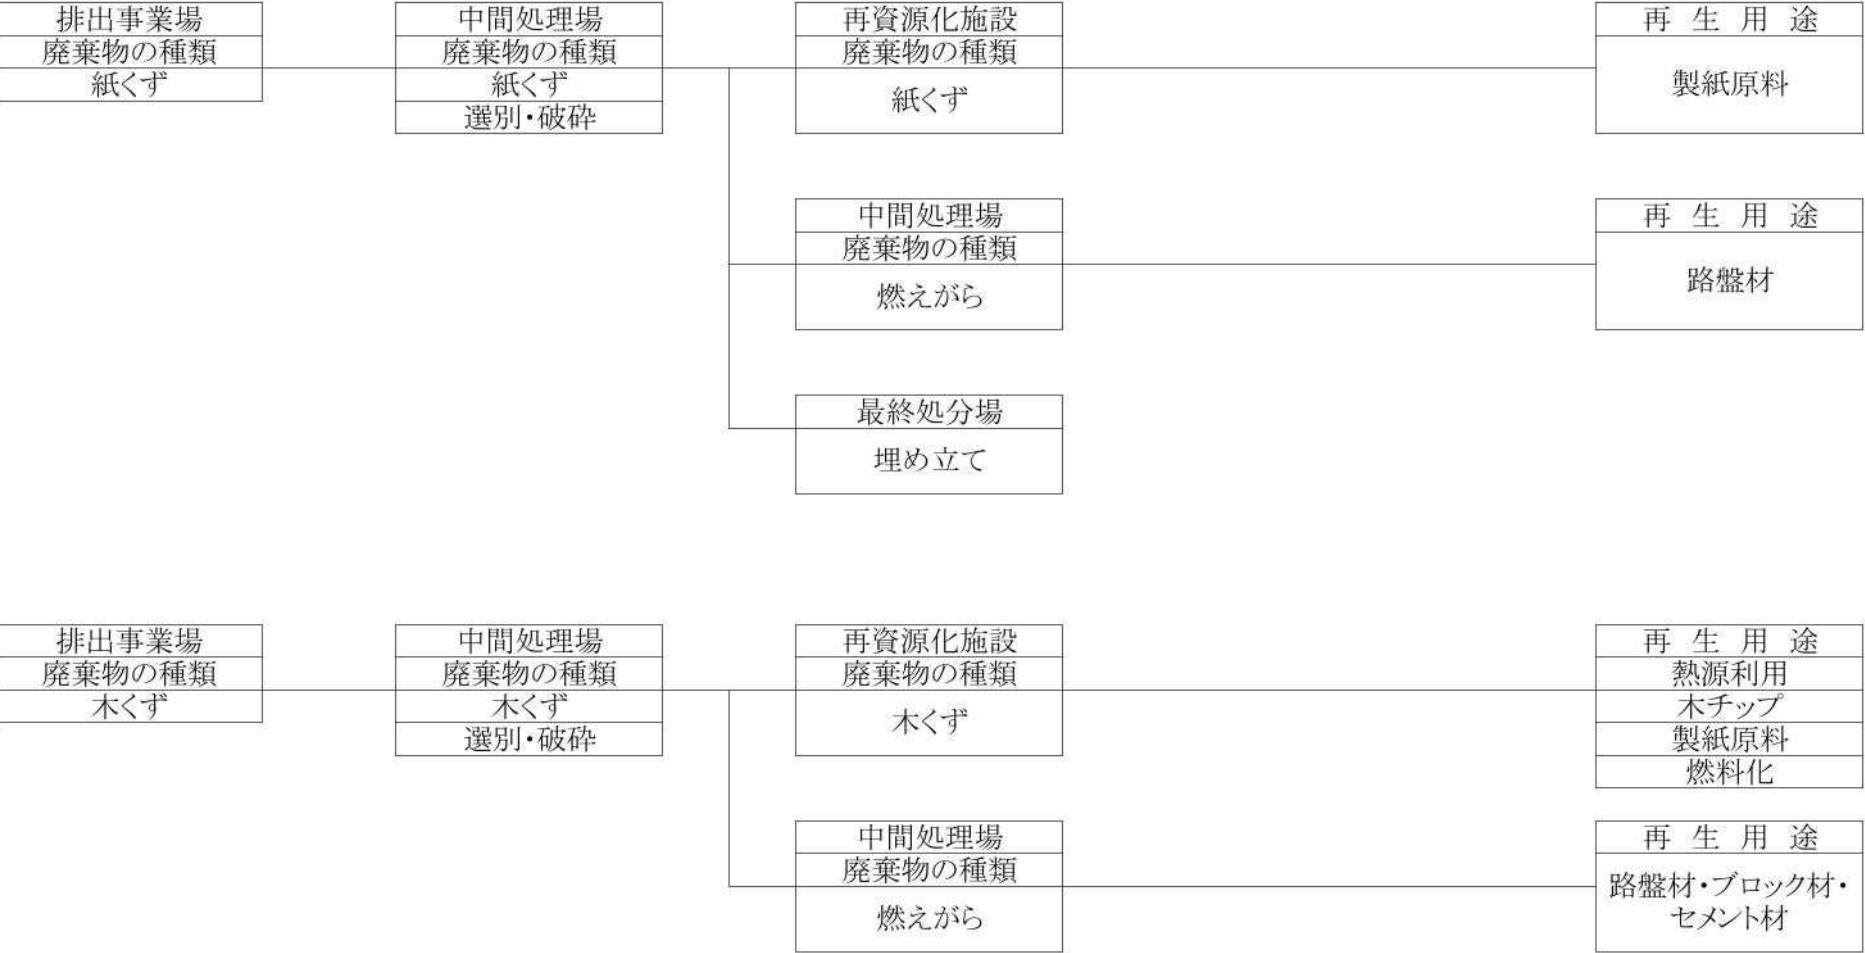 排出事業場
廃棄物の種類
紙くず
中間処理場
廃棄物の種類
紙くず
選別・破砕
再資源化施設
廃棄物の種類
紙くず
再生用途
製紙原料
中間処理場
廃棄物の種類
燃えがら
再生用途
路盤材
最終処分場
埋め立て
排出事業場
廃棄物の種類
木くず
中間処理場
廃棄物の種類
木くず
選別・破砕
再資源化施設
廃棄物の種類
木くず
再生用途
熱源利用
木チップ
製紙原料
燃料化
中間処理場
廃棄物の種類
燃えがら
再生用途
路盤材・ブロック材・
セメント材